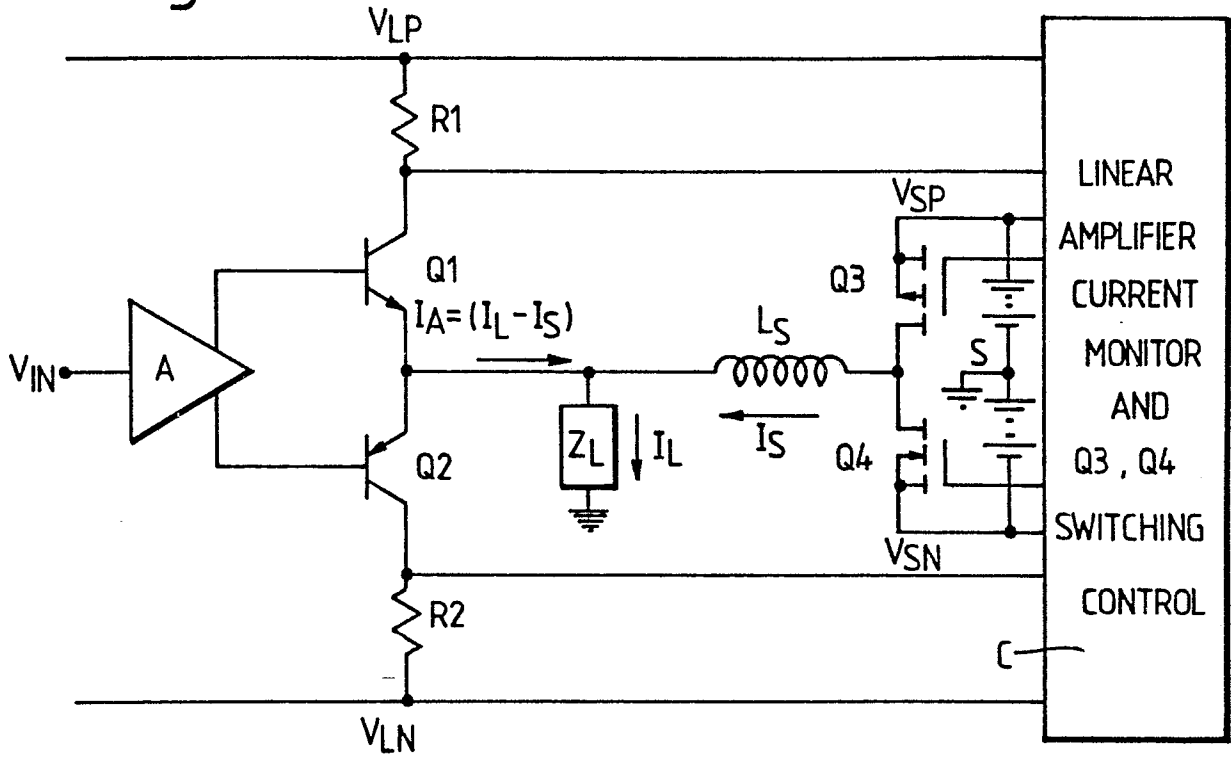 VLP
R1
LINEAR
VSP
AMPLIFIER
Q1
Q3
CURRENT
IA=(IL-IS)
LS
VIN
A
S
MONITOR
AND
ZL
IL
IS
Q2
Q4
Q3, Q4
SWITCHING
VSN
R2
CONTROL
C
VLN